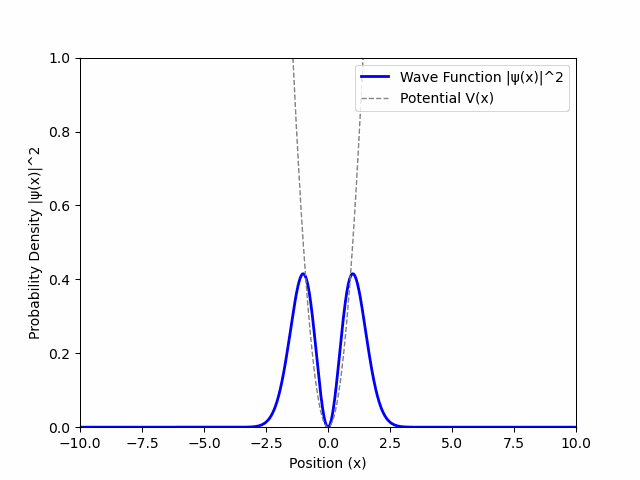 Wave Function |ψ(x)|^2
Potential V(x)
Probability Density |ψ(x)|^2
1.0
0.8
0.6
0.4
0.2
0.0
−10.0 −7.5 −5.0 −2.5 0.0 2.5 5.0 7.5 10.0
Position (x)